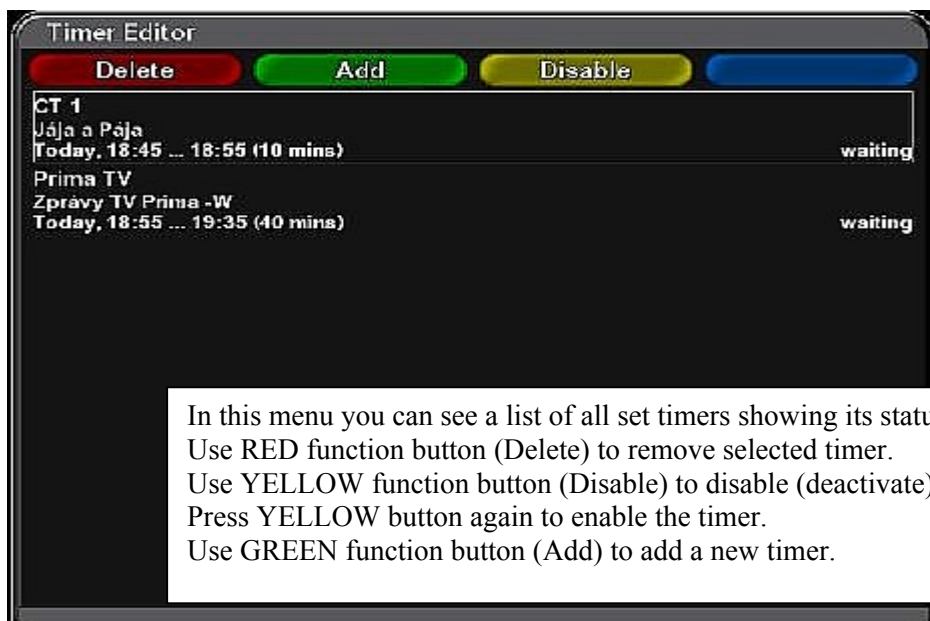 Timer Editor
Delete Add Disable
CT 1
Jája a Pája
Today, 18:45 ... 18:55 (10 mins) waiting
Prima TV
Zprávy TV Prima -W
Today, 18:55 ... 19:35 (40 mins) waiting
In this menu you can see a list of all set timers showing its statu
Use RED function button (Delete) to remove selected timer.
Use YELLOW function button (Disable) to disable (deactivate)
Press YELLOW button again to enable the timer.
Use GREEN function button (Add) to add a new timer.